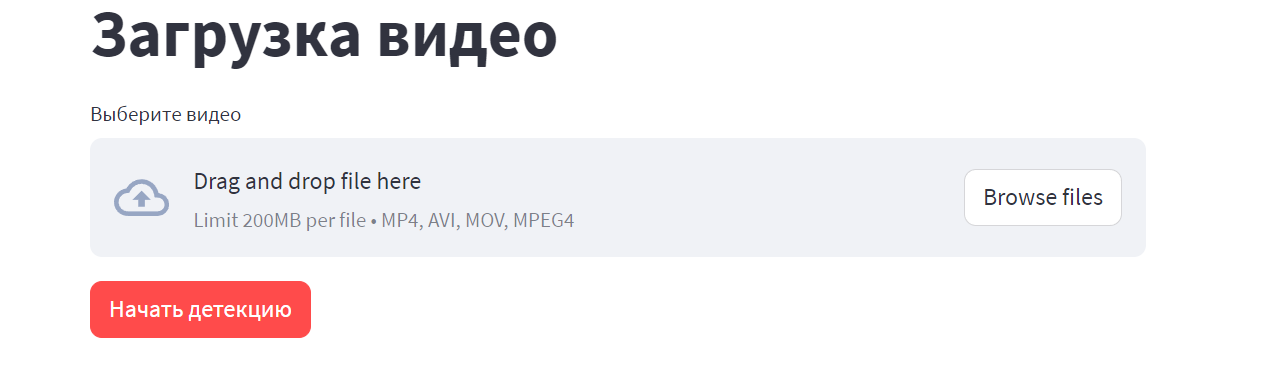 Загрузка видео
Выберите видео
Drag and drop file here
Limit 200MB per file • MP4, AVI, MOV, MPEG4
Browse files
Начать детекцию